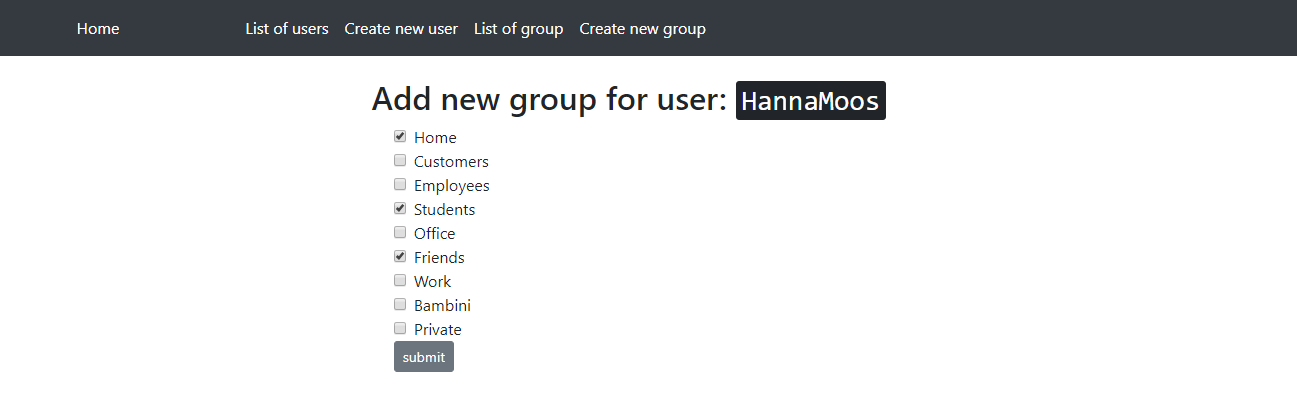 Home List of users Create new user List of group Create new group
Add new group for user: HannaMoos
Home
Customers
Employees
Students
Office
Friends
Work
Bambini
Private
submit